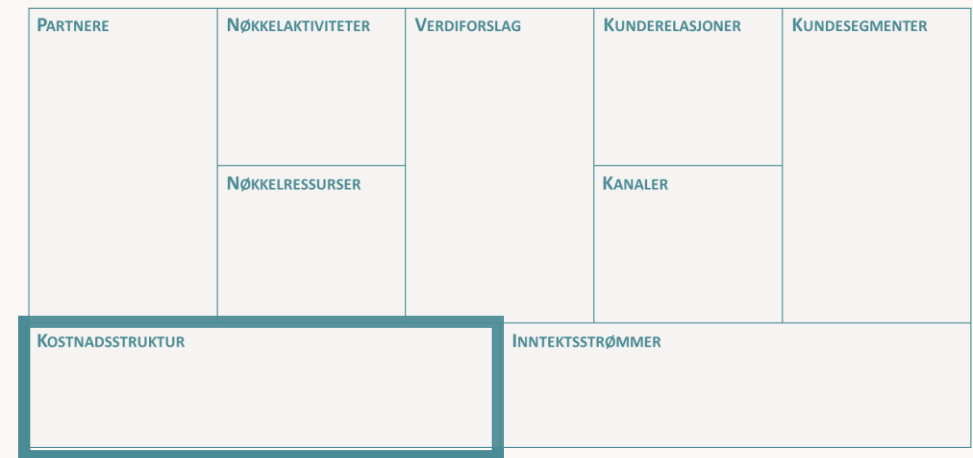 Partnere
Nøkkelaktiviteter
Verdiforslag
Kunderelasjoner
Kundesegmenter
Nøkkelressurser
Kanaler
Kostnadsstruktur
Inntektsstrømmer